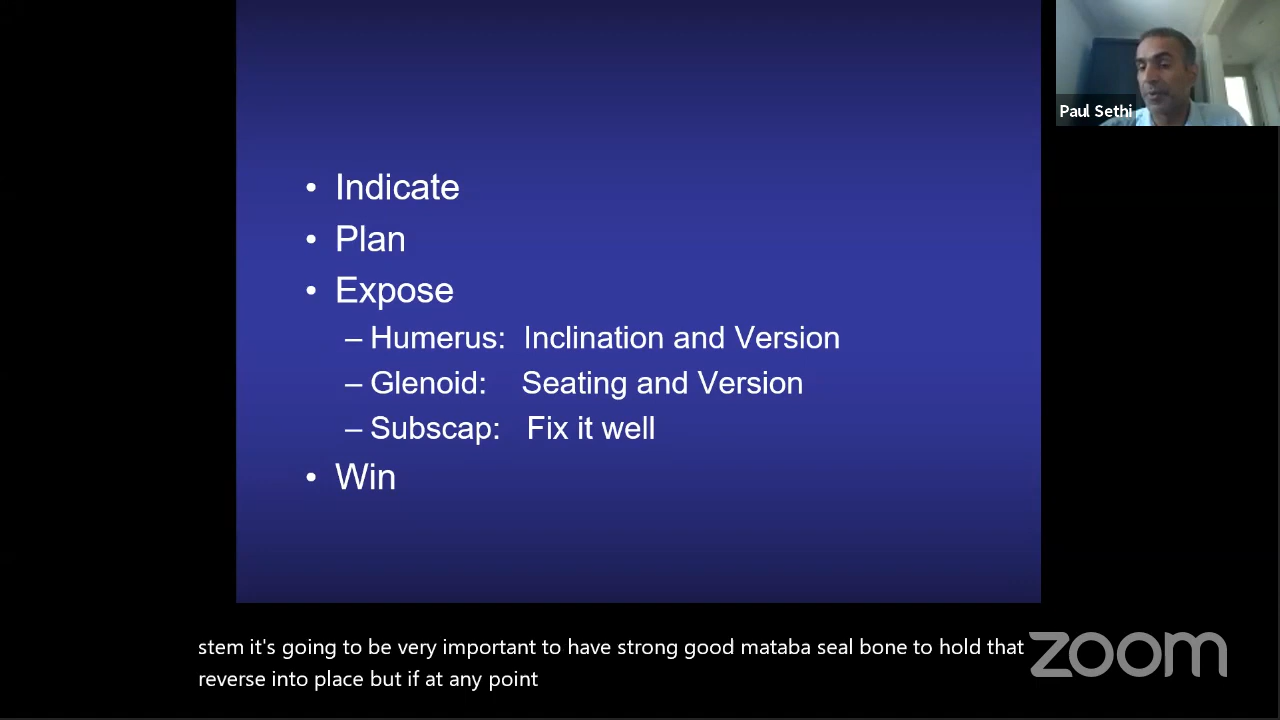 Paul Sethi
• Indicate
• Plan
• Expose
– Humerus: Inclination and Version
– Glenoid: Seating and Version
– Subscap: Fix it well
• Win
stem it's going to be very important to have strong good mataba seal bone to hold that
reverse into place but if at any point
zoom